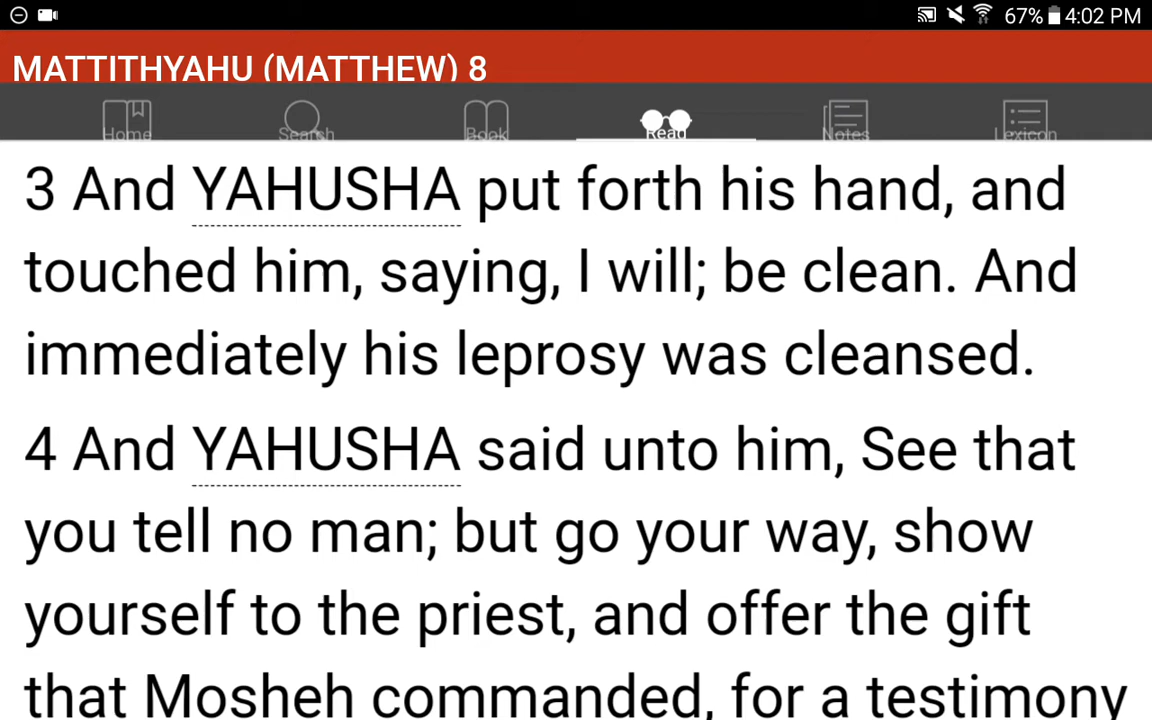 67% 4:02 PM
MATTITHYAHU (MATTHEW) 8
Home Search Book Read Notes Lexicon
3 And YAHUSHA put forth his hand, and
touched him, saying, I will; be clean. And
immediately his leprosy was cleansed.
4 And YAHUSHA said unto him, See that
you tell no man; but go your way, show
yourself to the priest, and offer the gift
that Mosheh commanded, for a testimony